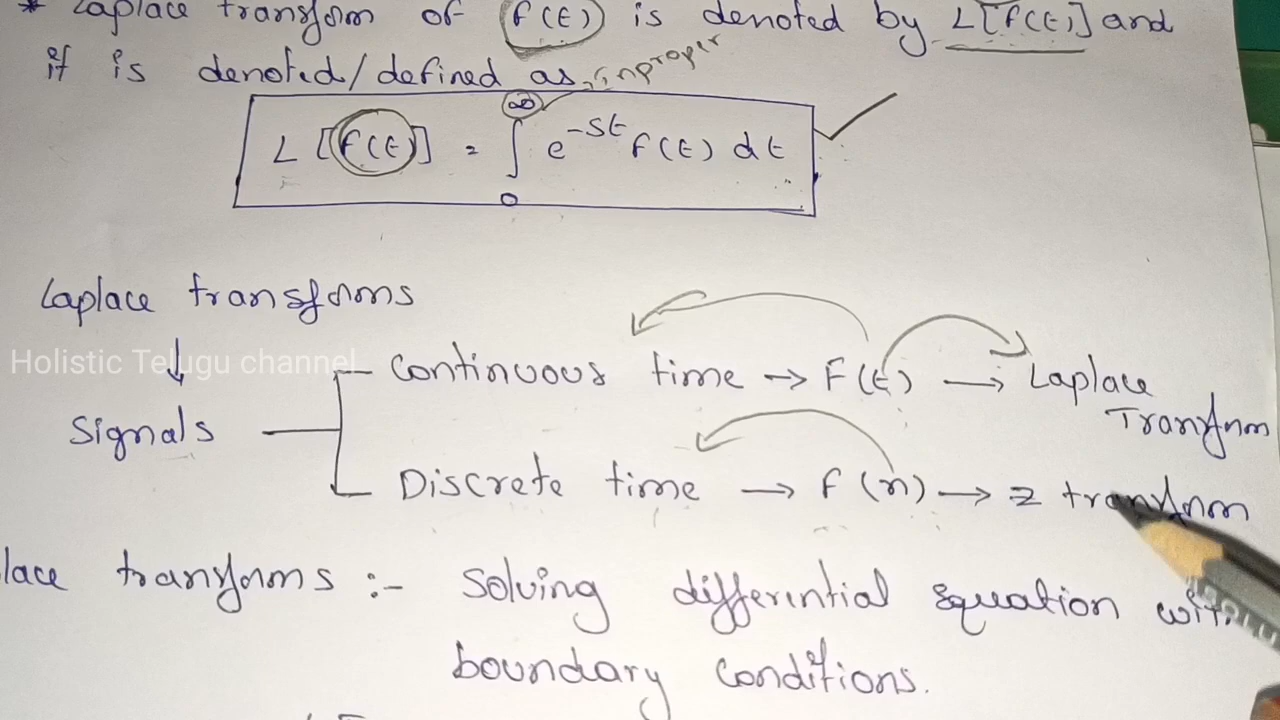 * Laplace transform of f(t) is denoted by L[f(t)] and
it is denoted/defined as, improper
L[f(t)] = ∫₀^∞ e^-st f(t) dt
Laplace transforms
Holistic Telugu channel
Continuous time → F(t) → Laplace Transform
Signals
Discrete time → f(n) → z transform
lace transforms :- Solving differential equation with
boundary conditions.